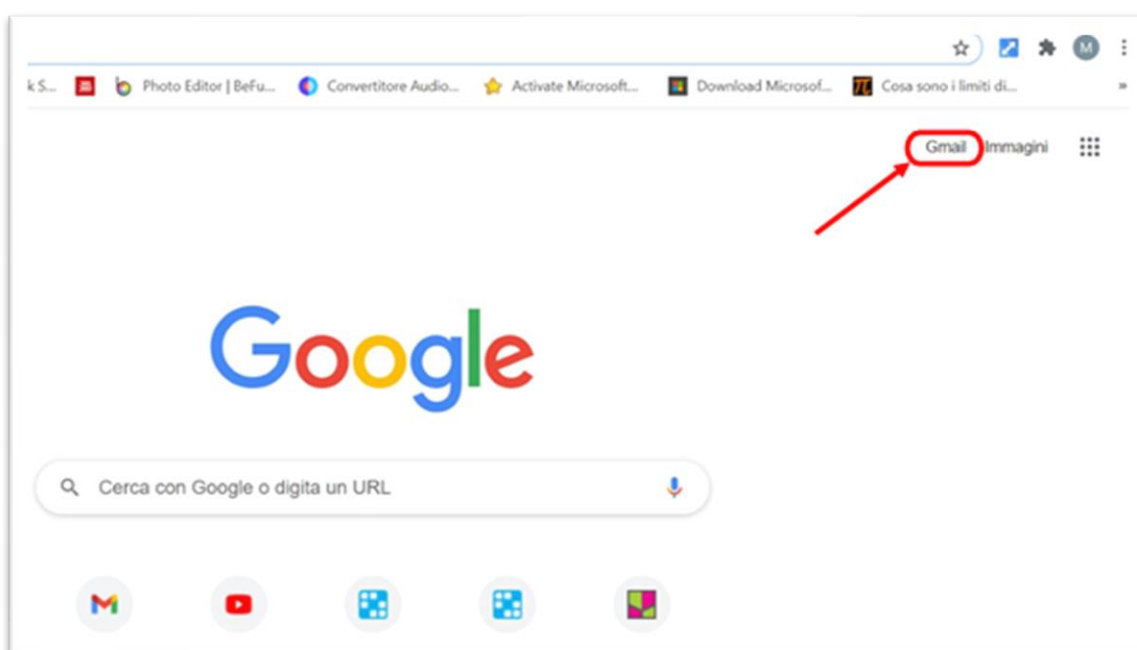 M
k S... Photo Editor | BeFu... Convertitore Audio... Activate Microsoft... Download Microsof... Cosa sono i limiti di... »
Gmail Immagini
Google
Cerca con Google o digita un URL